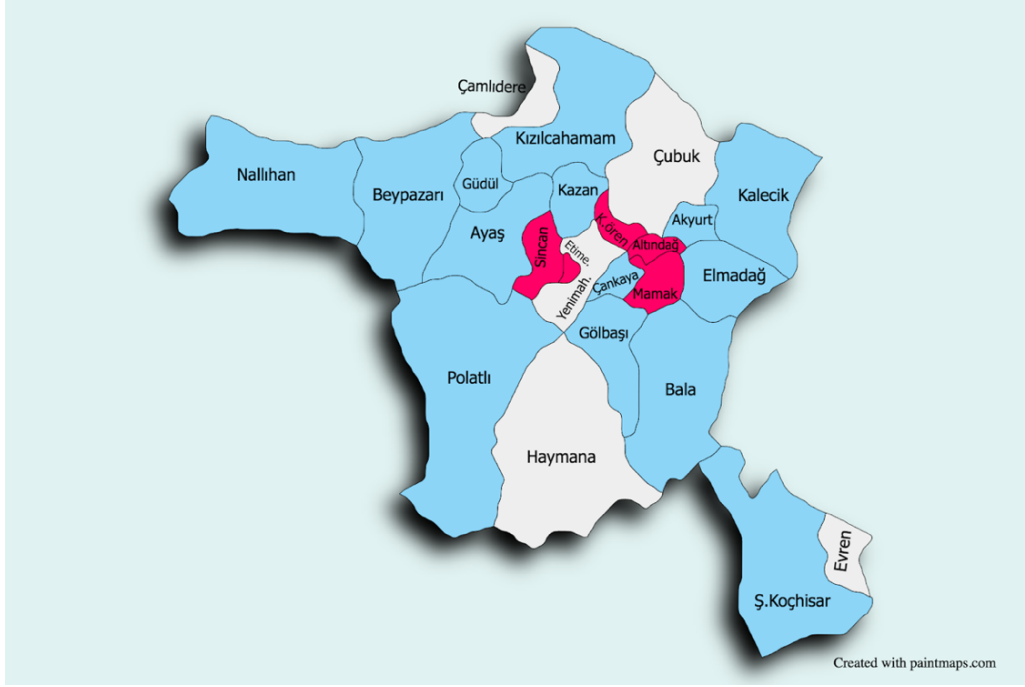 Çamlıdere
Kızılcahamam
Çubuk
Nallıhan
Beypazarı
Güdül
Kazan
Kalecik
Ayaş
K.ören
Akyurt
Sincan
Etime.
Altındağ
Yenimah.
Çankaya
Mamak
Elmadağ
Gölbaşı
Polatlı
Bala
Haymana
Evren
Ş.Koçhisar
Created with paintmaps.com